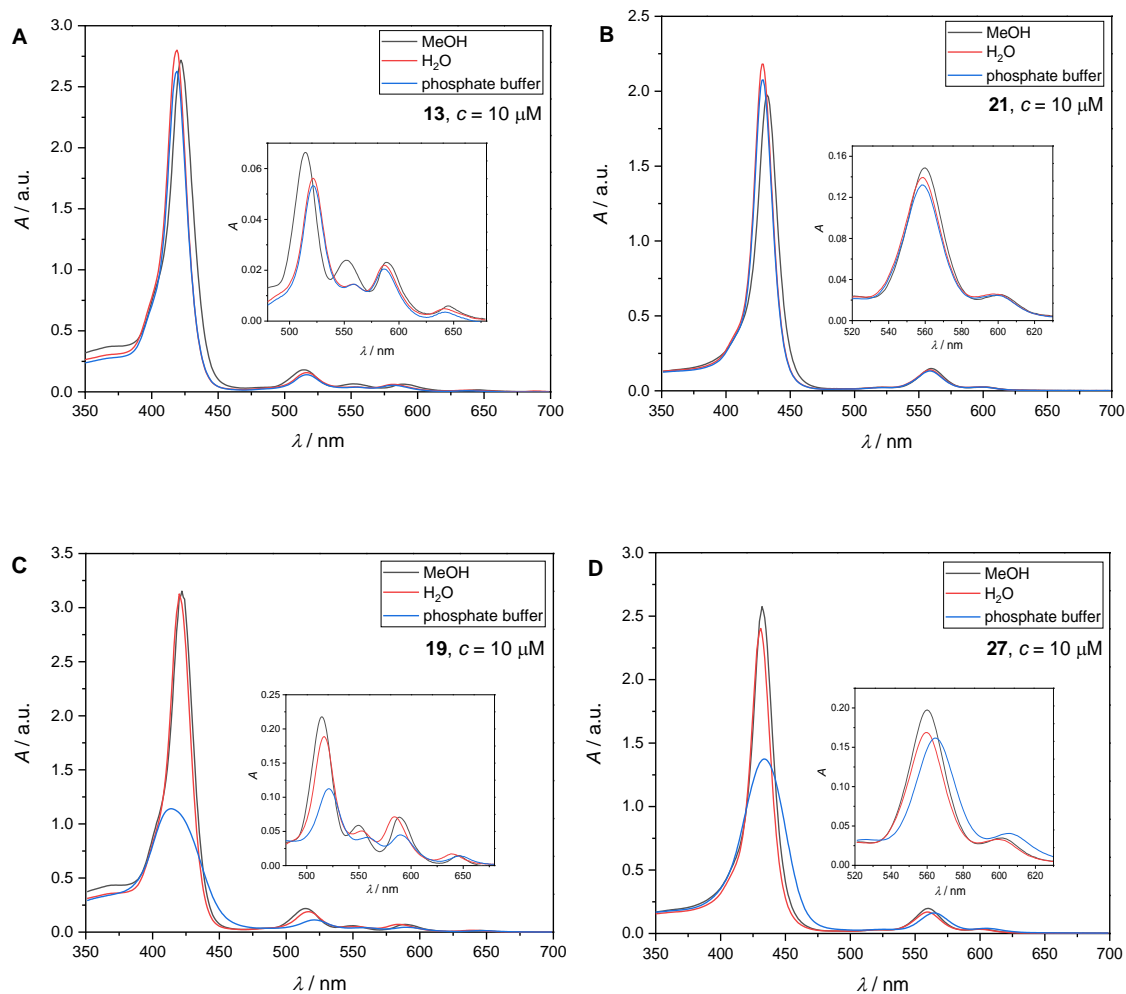 A
3.0
2.5
2.0
1.5
1.0
0.5
0.0
A / a.u.
MeOH
H₂O
phosphate buffer
13, c = 10 μM
0.06
0.04
0.02
0.00
A
500 550 600 650
λ / nm
350 400 450 500 550 600 650 700
λ / nm
B
2.5
2.0
1.5
1.0
0.5
0.0
A / a.u.
MeOH
H₂O
phosphate buffer
21, c = 10 μM
0.16
0.12
0.08
0.04
0.00
A
520 540 560 580 600 620
λ / nm
350 400 450 500 550 600 650 700
λ / nm
C
3.5
3.0
2.5
2.0
1.5
1.0
0.5
0.0
A / a.u.
MeOH
H₂O
phosphate buffer
19, c = 10 μM
0.25
0.20
0.15
0.10
0.05
0.00
A
500 550 600 650
λ / nm
350 400 450 500 550 600 650 700
λ / nm
D
3.0
2.5
2.0
1.5
1.0
0.5
0.0
A / a.u.
MeOH
H₂O
phosphate buffer
27, c = 10 μM
0.20
0.15
0.10
0.05
0.00
A
520 540 560 580 600 620
λ / nm
350 400 450 500 550 600 650 700
λ / nm